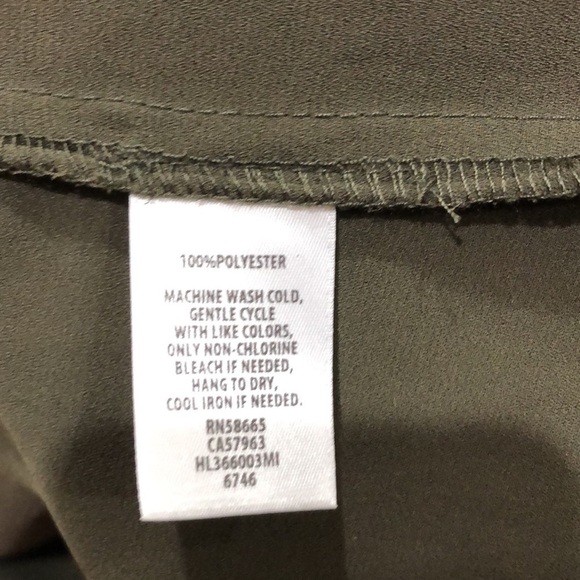 100%POLYESTER
MACHINE WASH COLD,
GENTLE CYCLE
WITH LIKE COLORS,
ONLY NON-CHLORINE
BLEACH IF NEEDED,
HANG TO DRY,
COOL IRON IF NEEDED.
RN58665
CA57963
HL366003MI
6746